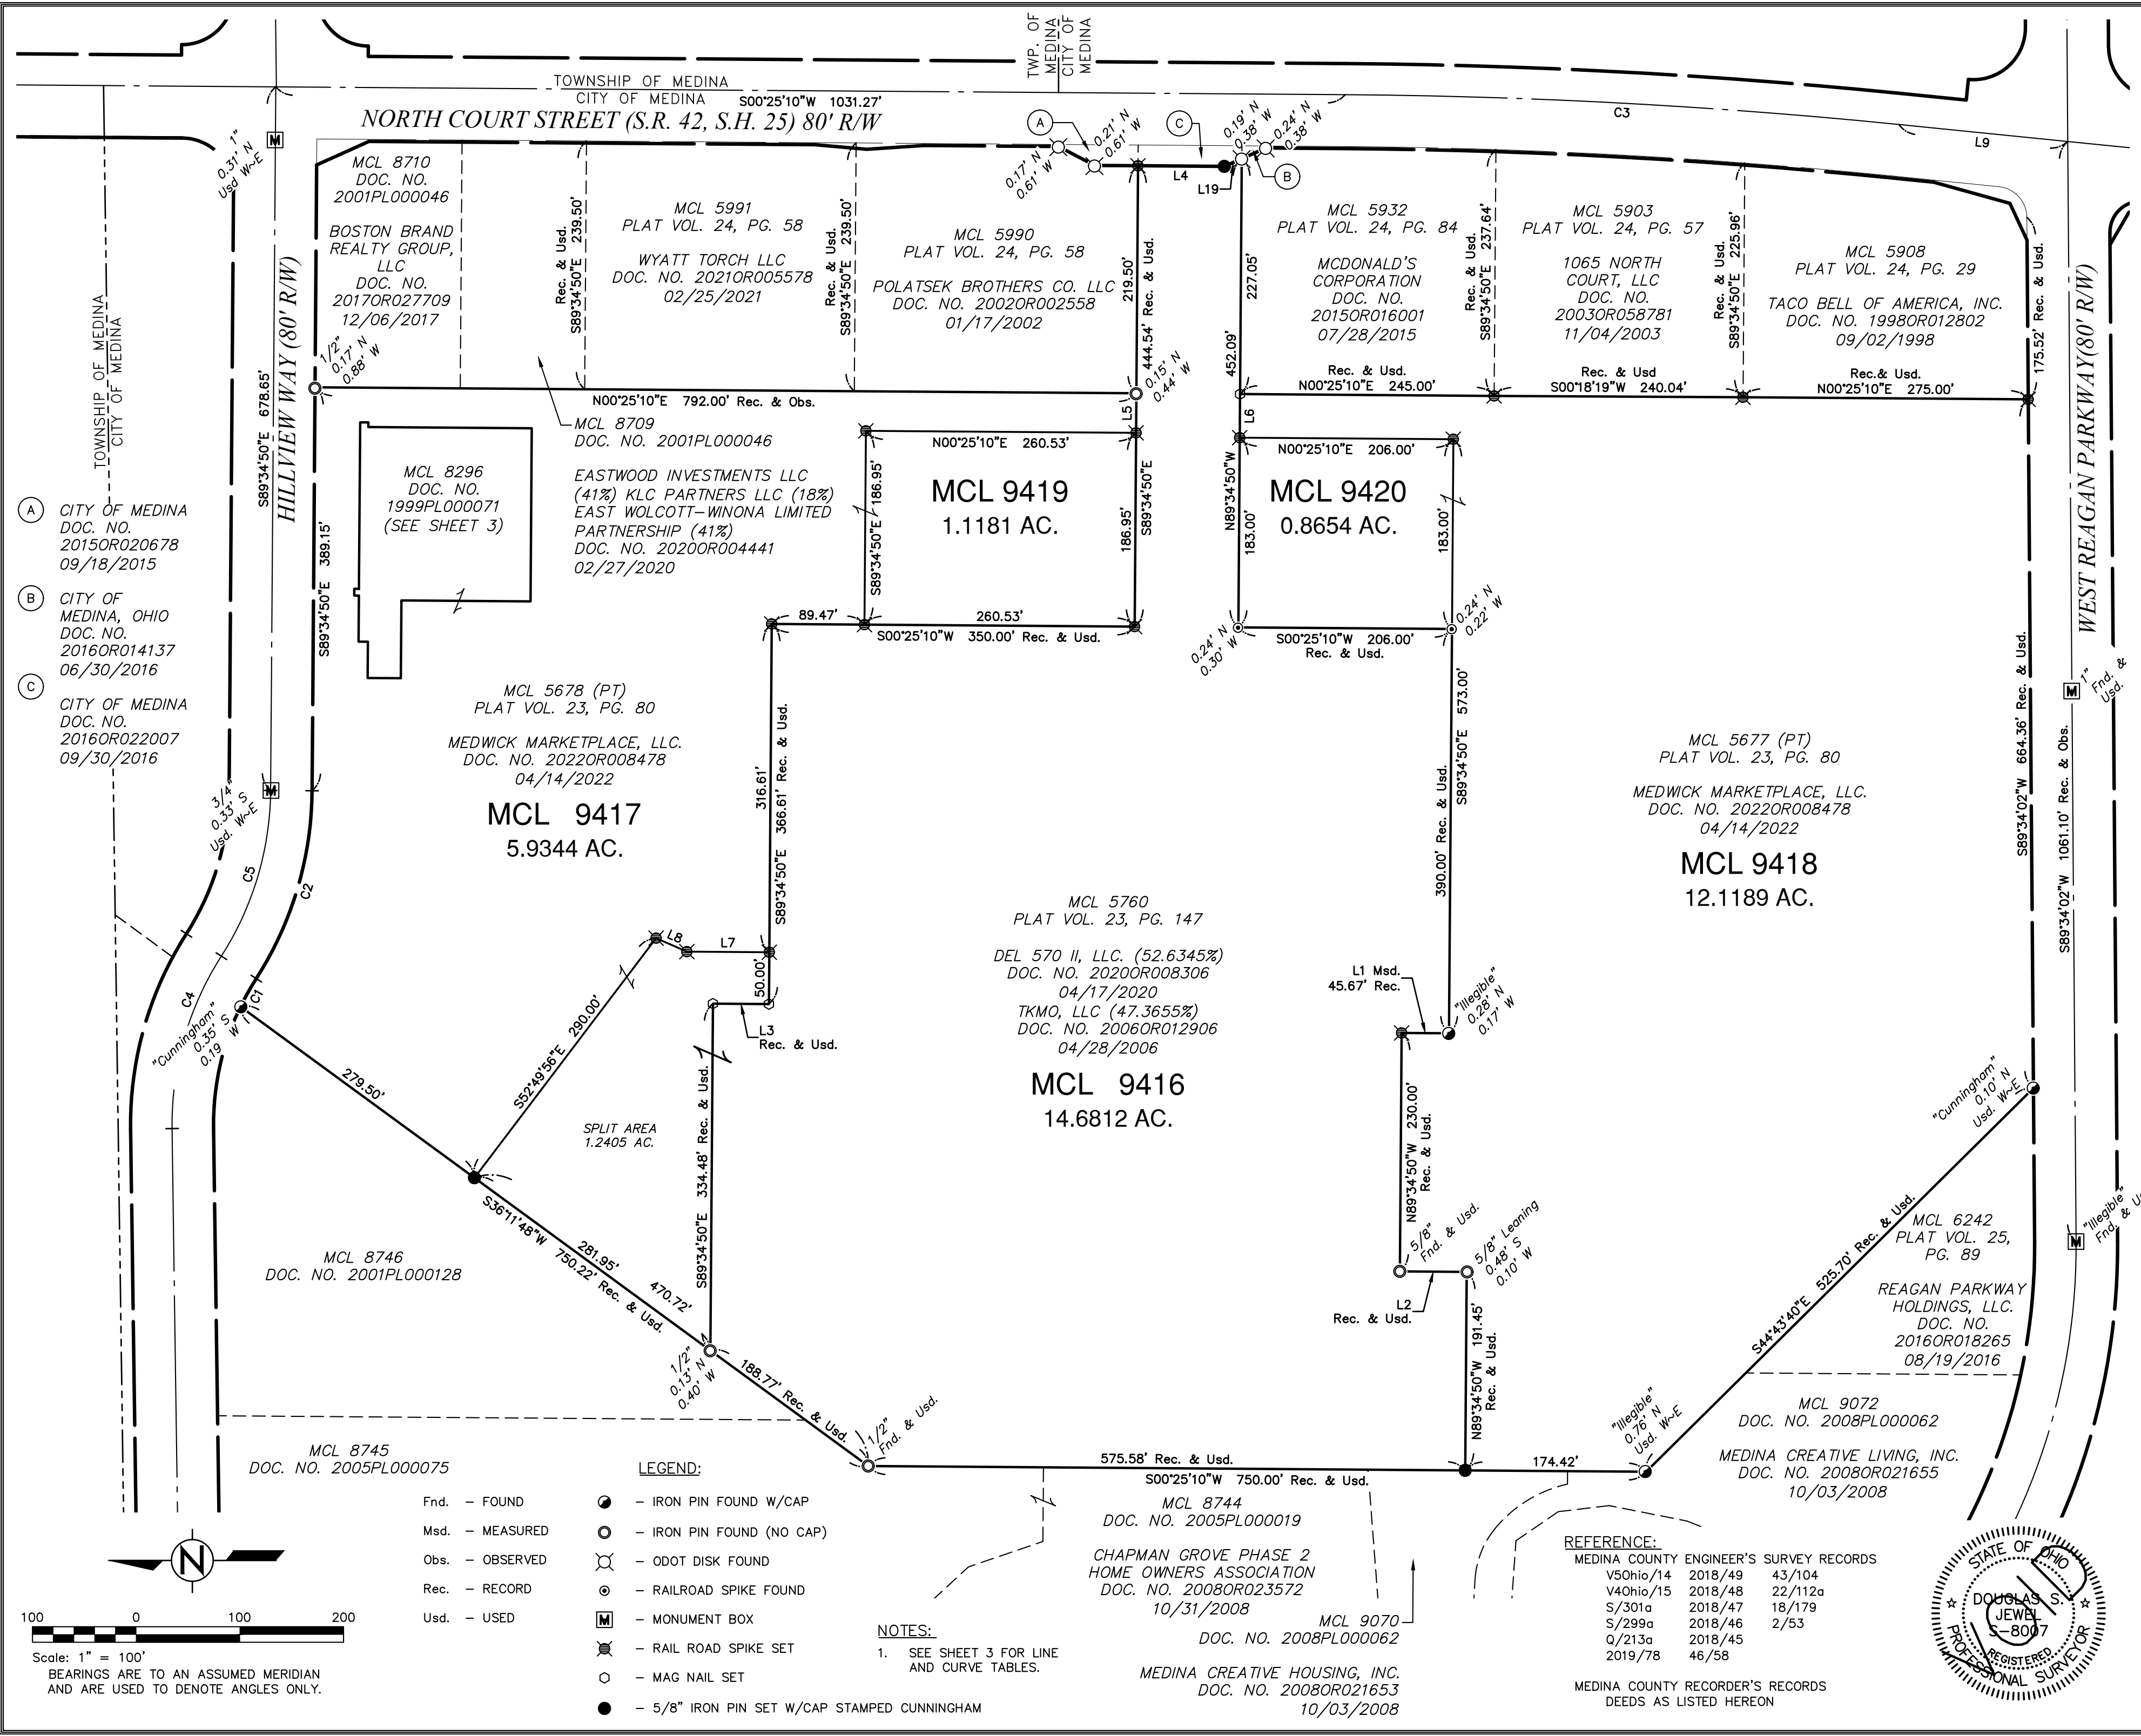 TWP. OF
MEDINA
CITY OF
MEDINA
TOWNSHIP OF MEDINA
CITY OF MEDINA
S00°25'10"W 1031.27'
NORTH COURT STREET (S.R. 42, S.H. 25) 80' R/W
C3
L9
1"
0.31' N
Usd W~E
M
A
0.21' N
0.61' W
0.17' N
0.61' W
C
0.19' N
0.38' W
0.24' N
0.38' W
L4
L19
B
MCL 8710
DOC. NO.
2001PL000046
BOSTON BRAND
REALTY GROUP,
LLC
DOC. NO.
2017OR027709
12/06/2017
Rec. & Usd.
S89°34'50"E 239.50'
MCL 5991
PLAT VOL. 24, PG. 58
WYATT TORCH LLC
DOC. NO. 2021OR005578
02/25/2021
Rec. & Usd.
S89°34'50"E 239.50'
MCL 5990
PLAT VOL. 24, PG. 58
POLATSEK BROTHERS CO. LLC
DOC. NO. 2002OR002558
01/17/2002
219.50'
444.54' Rec. & Usd.
227.05'
452.09'
MCL 5932
PLAT VOL. 24, PG. 84
MCDONALD'S
CORPORATION
DOC. NO.
2015OR016001
07/28/2015
Rec. & Usd.
S89°34'50"E 237.64'
MCL 5903
PLAT VOL. 24, PG. 57
1065 NORTH
COURT, LLC
DOC. NO.
2003OR058781
11/04/2003
Rec. & Usd.
S89°34'50"E 225.96'
MCL 5908
PLAT VOL. 24, PG. 29
TACO BELL OF AMERICA, INC.
DOC. NO. 1998OR012802
09/02/1998
175.52' Rec. & Usd.
WEST REAGAN PARKWAY(80' R/W)
TOWNSHIP OF MEDINA
CITY OF MEDINA
S89°34'50"E 678.65'
HILLVIEW WAY (80' R/W)
1/2"
0.17' N
0.88' W
N00°25'10"E 792.00' Rec. & Obs.
0.15' N
0.44' W
L5
L6
Rec. & Usd.
N00°25'10"E 245.00'
Rec. & Usd
S00°18'19"W 240.04'
Rec.& Usd.
N00°25'10"E 275.00'
MCL 8709
DOC. NO. 2001PL000046
EASTWOOD INVESTMENTS LLC
(41%) KLC PARTNERS LLC (18%)
EAST WOLCOTT-WINONA LIMITED
PARTNERSHIP (41%)
DOC. NO. 2020OR004441
02/27/2020
MCL 8296
DOC. NO.
1999PL000071
(SEE SHEET 3)
N00°25'10"E 260.53'
S89°34'50"E 186.95'
MCL 9419
1.1181 AC.
186.95'
S89°34'50"E
N89°34'50"W
183.00'
N00°25'10"E 206.00'
MCL 9420
0.8654 AC.
183.00'
S89°34'50"E 389.15'
89.47'
260.53'
S00°25'10"W 350.00' Rec. & Usd.
0.24' N
0.30' W
S00°25'10"W 206.00'
Rec. & Usd.
0.24' N
0.22' W
A
CITY OF MEDINA
DOC. NO.
2015OR020678
09/18/2015
B
CITY OF
MEDINA, OHIO
DOC. NO.
2016OR014137
06/30/2016
C
CITY OF MEDINA
DOC. NO.
2016OR022007
09/30/2016
MCL 5678 (PT)
PLAT VOL. 23, PG. 80
MEDWICK MARKETPLACE, LLC.
DOC. NO. 2022OR008478
04/14/2022
MCL 9417
5.9344 AC.
316.61'
S89°34'50"E 366.61' Rec. & Usd.
390.00' Rec. & Usd.
S89°34'50"E 573.00'
MCL 5677 (PT)
PLAT VOL. 23, PG. 80
MEDWICK MARKETPLACE, LLC.
DOC. NO. 2022OR008478
04/14/2022
MCL 9418
12.1189 AC.
S89°34'02"W 664.36' Rec. & Usd.
S89°34'02"W 1061.10' Rec. & Obs.
M
1"
Fnd. &
Usd.
M
3/4"
0.33' S
Usd. W~E
C5
C2
C4
C1
"Cunningham"
0.35' S
0.19 W
L8
L7
50.00'
L3
Rec. & Usd.
S52°49'56"E 290.00'
279.50'
SPLIT AREA
1.2405 AC.
S89°34'50"E 334.48' Rec. & Usd.
MCL 5760
PLAT VOL. 23, PG. 147
DEL 570 II, LLC. (52.6345%)
DOC. NO. 2020OR008306
04/17/2020
TKMO, LLC (47.3655%)
DOC. NO. 2006OR012906
04/28/2006
MCL 9416
14.6812 AC.
L1 Msd.
45.67' Rec.
"Illegible"
0.28' N
0.17' W
N89°34'50"W 230.00'
Rec. & Usd.
5/8"
Fnd. & Usd.
5/8" Leaning
0.48' S
0.10' W
L2
Rec. & Usd.
N89°34'50"W 191.45'
Rec. & Usd.
"Cunningham"
0.10' N
Usd. W~E
S44°43'40"E 525.70' Rec. & Usd.
MCL 6242
PLAT VOL. 25,
PG. 89
REAGAN PARKWAY
HOLDINGS, LLC.
DOC. NO.
2016OR018265
08/19/2016
M
"Illegible"
Fnd. & U
MCL 8746
DOC. NO. 2001PL000128
281.95'
S36°11'48"W 750.22' Rec. & Usd.
470.72'
1/2"
0.13' N
0.40' W
188.77' Rec. & Usd.
1/2"
Fnd. & Usd.
"Illegible"
0.76' N
Usd. W~E
MCL 9072
DOC. NO. 2008PL000062
MEDINA CREATIVE LIVING, INC.
DOC. NO. 2008OR021655
10/03/2008
MCL 8745
DOC. NO. 2005PL000075
575.58' Rec. & Usd.
S00°25'10"W 750.00' Rec. & Usd.
174.42'
MCL 8744
DOC. NO. 2005PL000019
CHAPMAN GROVE PHASE 2
HOME OWNERS ASSOCIATION
DOC. NO. 2008OR023572
10/31/2008
MCL 9070
DOC. NO. 2008PL000062
MEDINA CREATIVE HOUSING, INC.
DOC. NO. 2008OR021653
10/03/2008
LEGEND:
Fnd. – FOUND
Msd. – MEASURED
Obs. – OBSERVED
Rec. – RECORD
Usd. – USED
– IRON PIN FOUND W/CAP
– IRON PIN FOUND (NO CAP)
– ODOT DISK FOUND
– RAILROAD SPIKE FOUND
M – MONUMENT BOX
– RAIL ROAD SPIKE SET
– MAG NAIL SET
– 5/8" IRON PIN SET W/CAP STAMPED CUNNINGHAM
N
100 0 100 200
Scale: 1" = 100'
BEARINGS ARE TO AN ASSUMED MERIDIAN
AND ARE USED TO DENOTE ANGLES ONLY.
NOTES:
1. SEE SHEET 3 FOR LINE
AND CURVE TABLES.
REFERENCE:
MEDINA COUNTY ENGINEER'S SURVEY RECORDS
V5Ohio/14 2018/49 43/104
V4Ohio/15 2018/48 22/112a
S/301a 2018/47 18/179
S/299a 2018/46 2/53
Q/213a 2018/45
2019/78 46/58
MEDINA COUNTY RECORDER'S RECORDS
DEEDS AS LISTED HEREON
STATE OF OHIO
DOUGLAS S.
JEWEL
S-8007
REGISTERED
PROFESSIONAL SURVEYOR